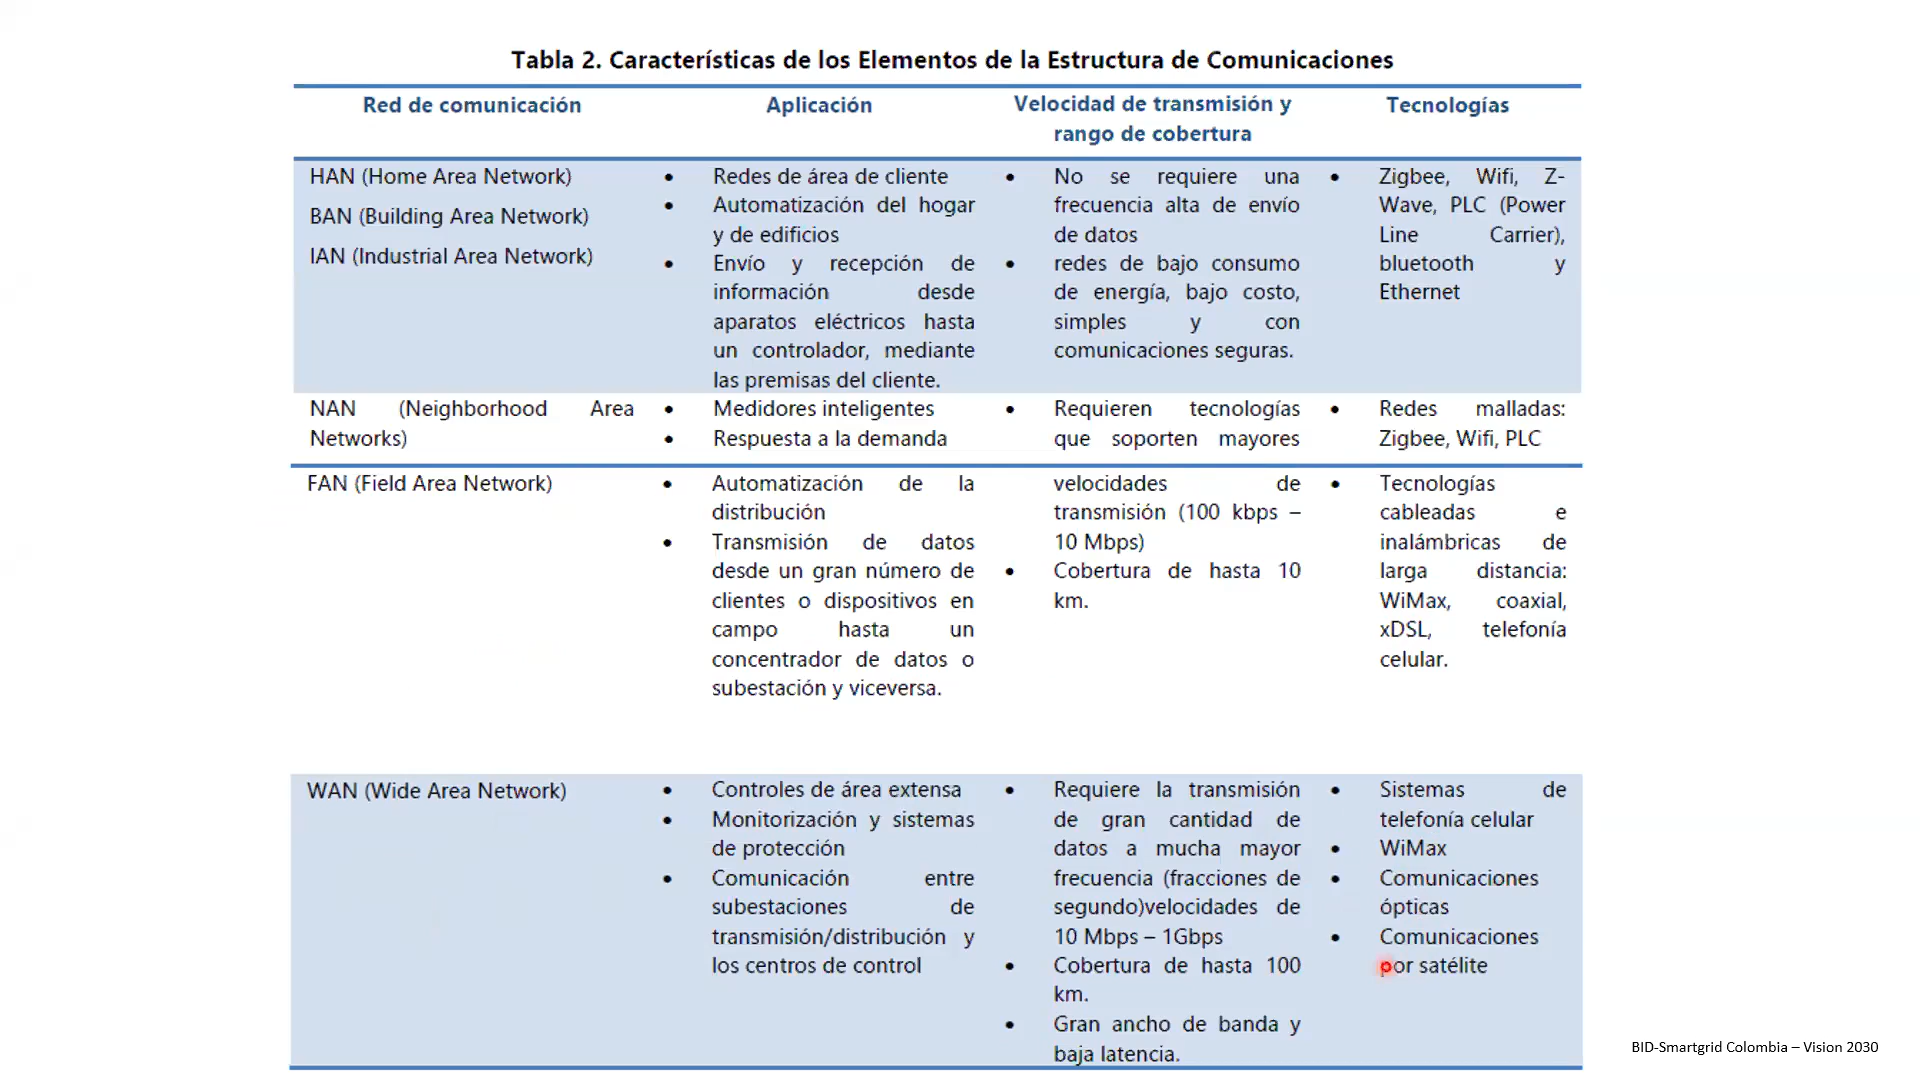 Tabla 2. Características de los Elementos de la Estructura de Comunicaciones
Red de comunicación
Aplicación
Velocidad de transmisión y
rango de cobertura
Tecnologías
HAN (Home Area Network)
BAN (Building Area Network)
IAN (Industrial Area Network)
• Redes de área de cliente
• Automatización del hogar
y de edificios
• Envío y recepción de
información desde
aparatos eléctricos hasta
un controlador, mediante
las premisas del cliente.
• No se requiere una
frecuencia alta de envío
de datos
• redes de bajo consumo
de energía, bajo costo,
simples y con
comunicaciones seguras.
• Zigbee, Wifi, Z-
Wave, PLC (Power
Line Carrier),
bluetooth y
Ethernet
NAN (Neighborhood Area
Networks)
• Medidores inteligentes
• Respuesta a la demanda
• Requieren tecnologías
que soporten mayores
• Redes malladas:
Zigbee, Wifi, PLC
FAN (Field Area Network)
• Automatización de la
distribución
• Transmisión de datos
desde un gran número de
clientes o dispositivos en
campo hasta un
concentrador de datos o
subestación y viceversa.
velocidades de
transmisión (100 kbps –
10 Mbps)
• Cobertura de hasta 10
km.
• Tecnologías
cableadas e
inalámbricas de
larga distancia:
WiMax, coaxial,
xDSL, telefonía
celular.
WAN (Wide Area Network)
• Controles de área extensa
• Monitorización y sistemas
de protección
• Comunicación entre
subestaciones de
transmisión/distribución y
los centros de control
• Requiere la transmisión
de gran cantidad de
datos a mucha mayor
frecuencia (fracciones de
segundo)velocidades de
10 Mbps – 1Gbps
• Cobertura de hasta 100
km.
• Gran ancho de banda y
baja latencia.
• Sistemas de
telefonía celular
• WiMax
• Comunicaciones
ópticas
• Comunicaciones
por satélite
BID-Smartgrid Colombia – Vision 2030